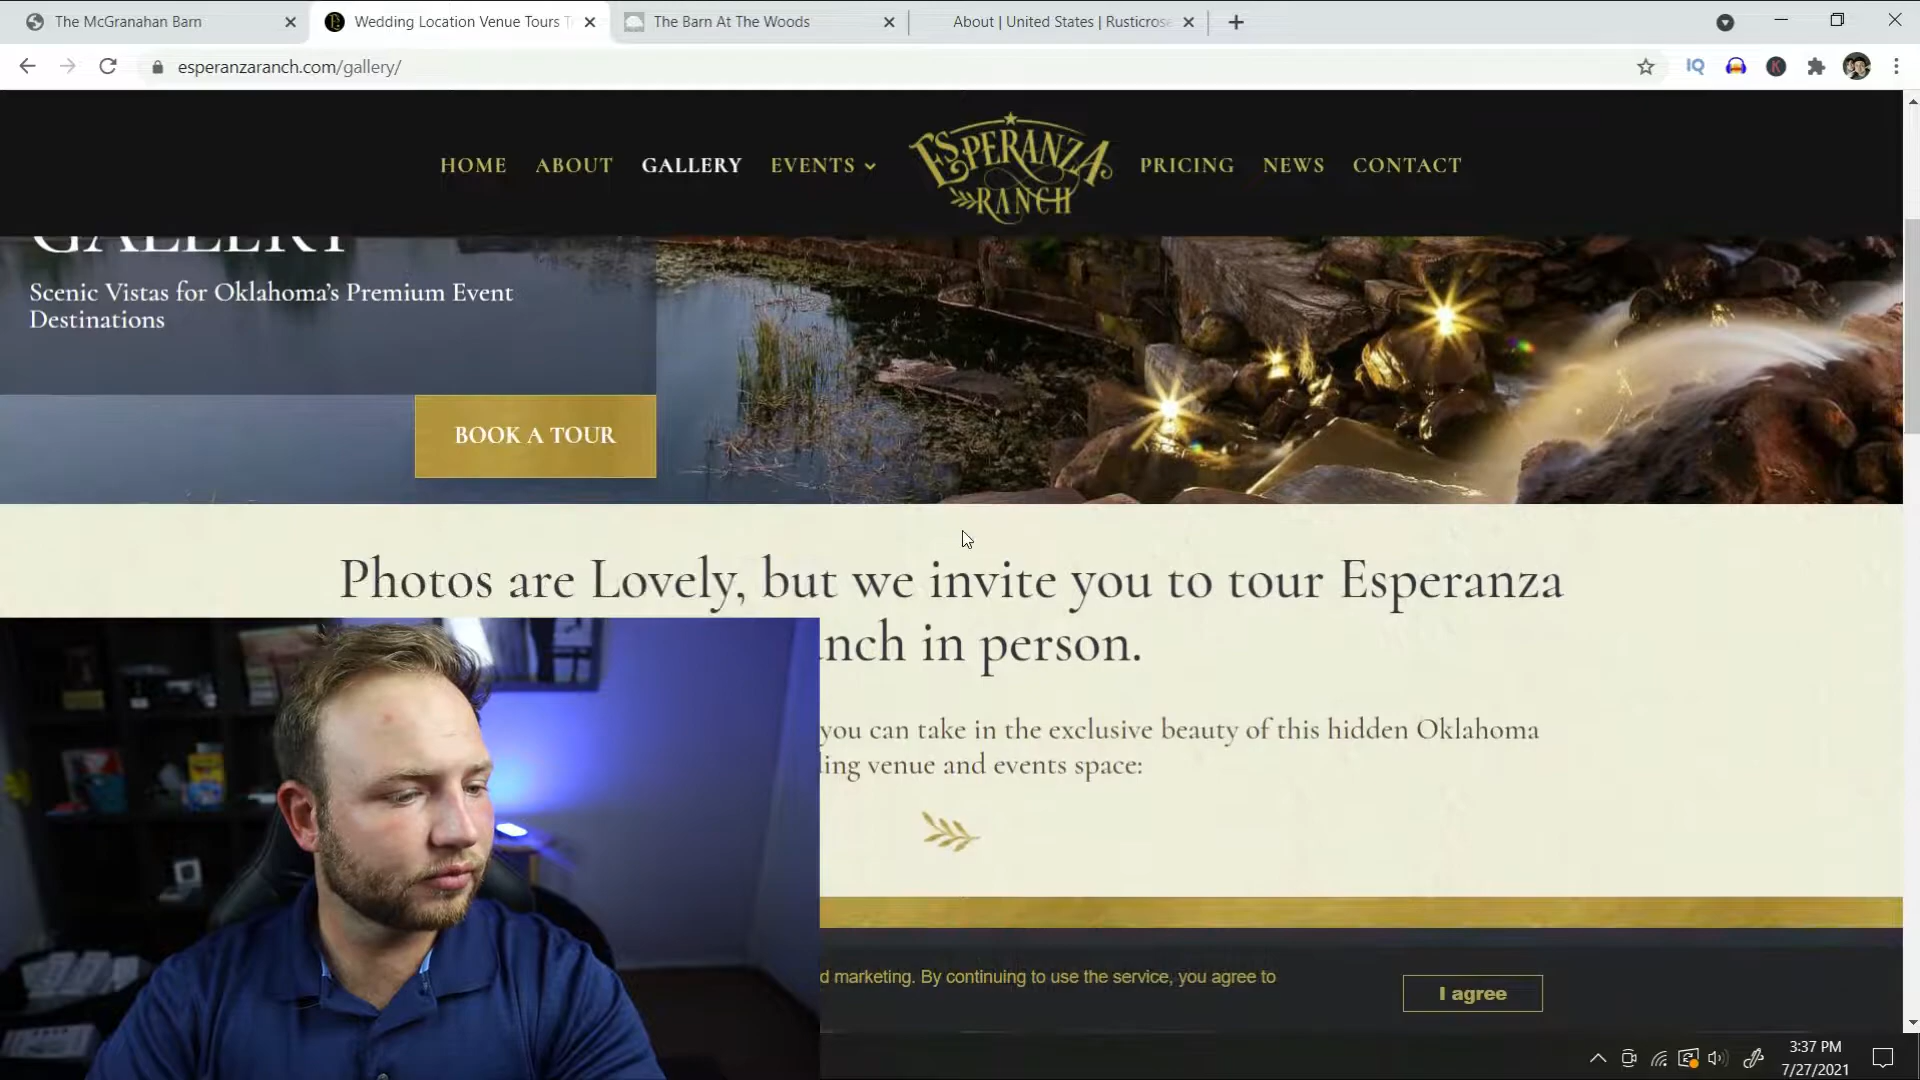 The McGranahan Barn
Wedding Location Venue Tours T
The Barn At The Woods
About | United States | Rusticrose
esperanzaranch.com/gallery/
IQ
K
HOME ABOUT GALLERY EVENTS
ESPERANZA
RANCH
PRICING NEWS CONTACT
GALLERY
Scenic Vistas for Oklahoma's Premium Event
Destinations
BOOK A TOUR
Photos are Lovely, but we invite you to tour Esperanza
nch in person.
you can take in the exclusive beauty of this hidden Oklahoma
ing venue and events space:
d marketing. By continuing to use the service, you agree to
I agree
3:37 PM
7/27/2021